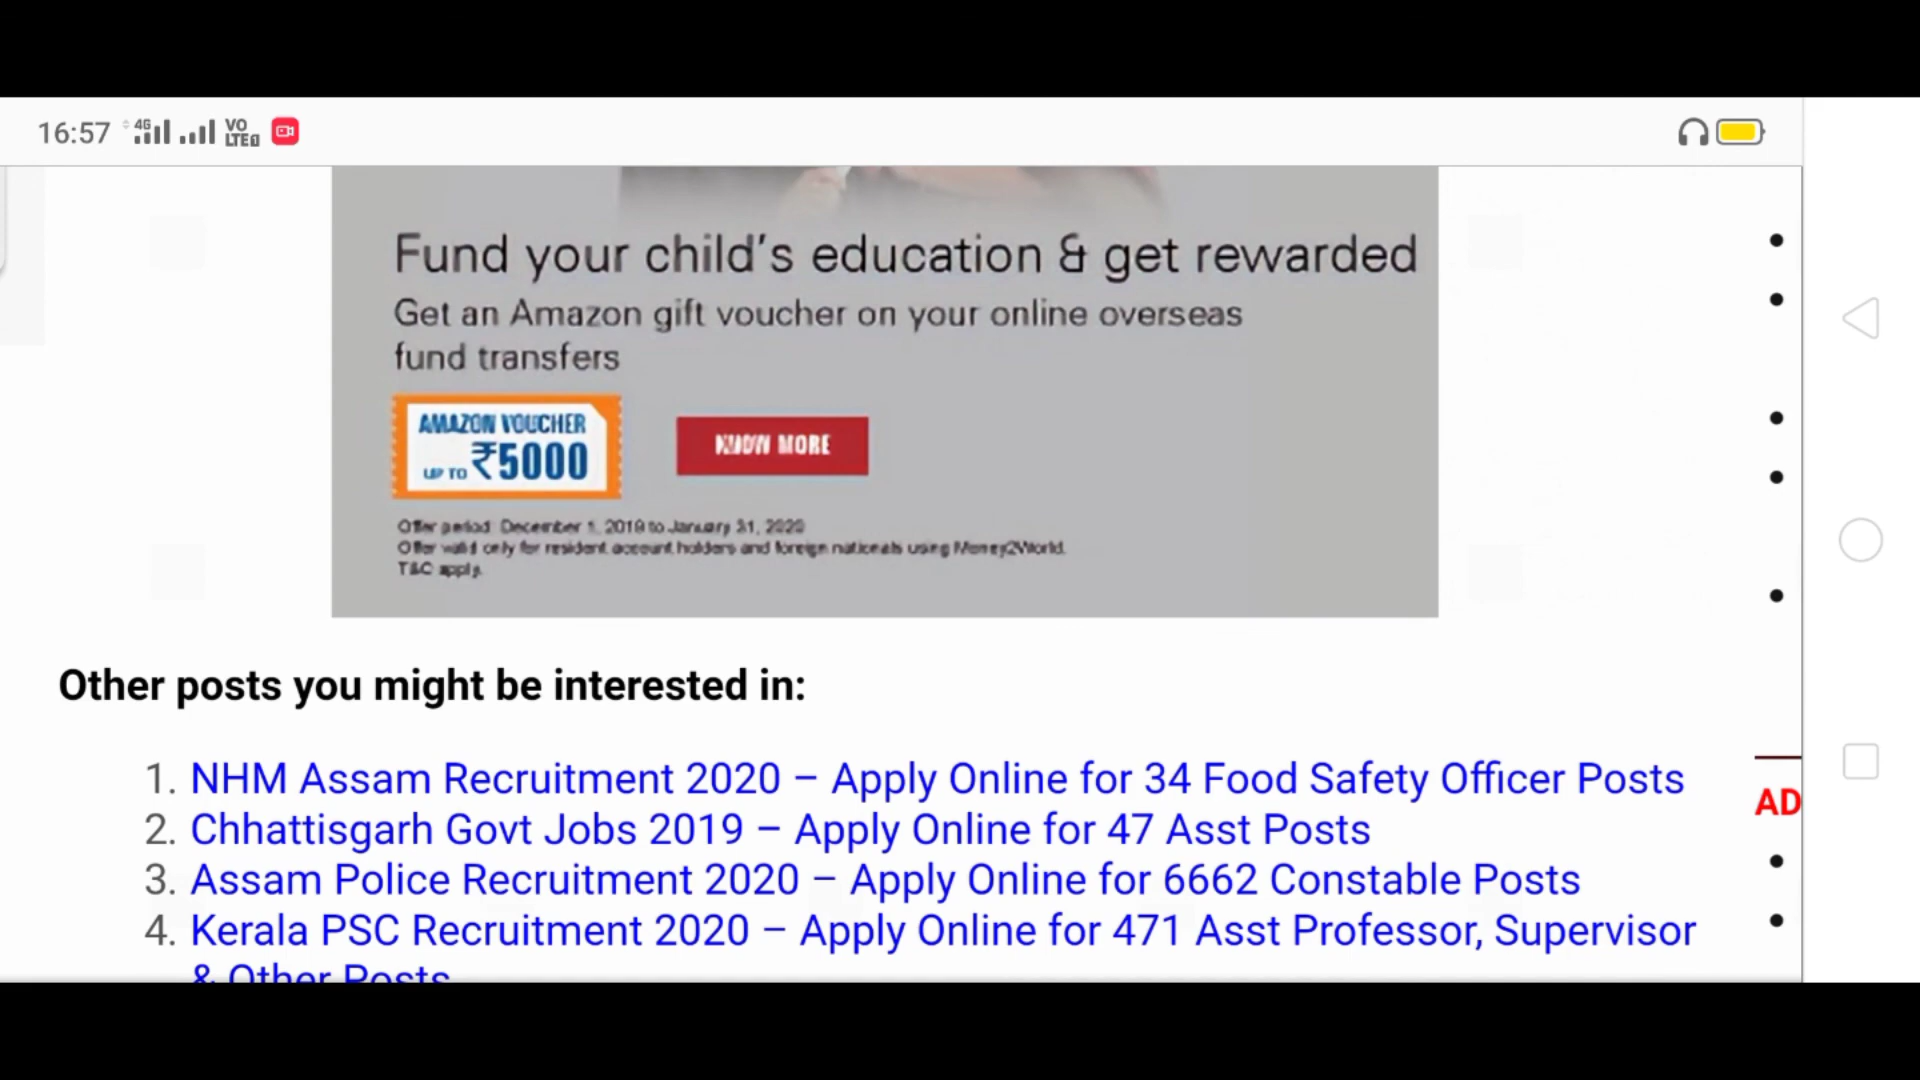 16:57 4G VO LTE
Fund your child's education & get rewarded
Get an Amazon gift voucher on your online overseas
fund transfers
AMAZON VOUCHER
UP TO ₹5000
KNOW MORE
Offer period: December 1, 2019 to January 31, 2020
Offer valid only for resident account holders and foreign nationals using Money2World.
T&C apply.
Other posts you might be interested in:
1. NHM Assam Recruitment 2020 – Apply Online for 34 Food Safety Officer Posts
2. Chhattisgarh Govt Jobs 2019 – Apply Online for 47 Asst Posts
3. Assam Police Recruitment 2020 – Apply Online for 6662 Constable Posts
4. Kerala PSC Recruitment 2020 – Apply Online for 471 Asst Professor, Supervisor
& Other Posts
AD